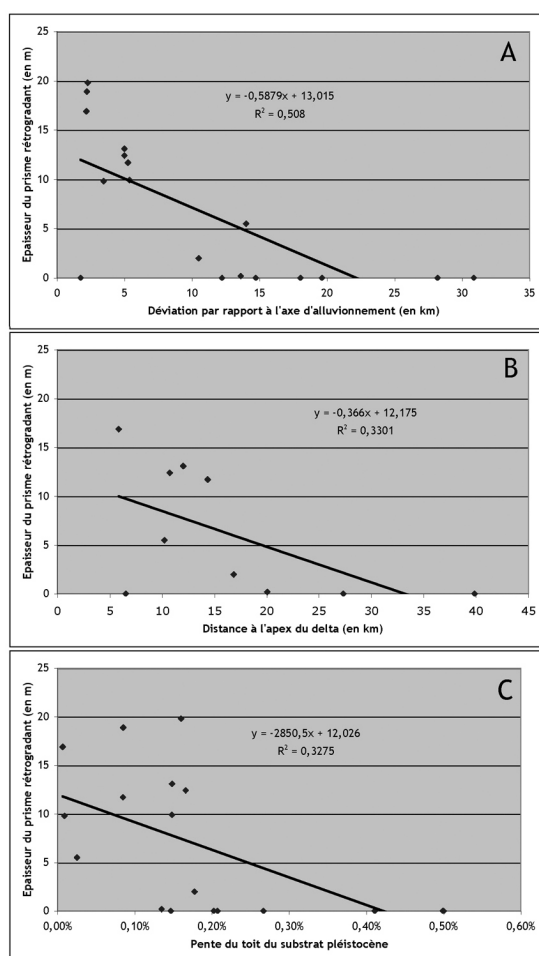 A
Epaisseur du prisme rétrogradant (en m)
25
20
15
10
5
0
y = -0,5879x + 13,015
R² = 0,508
0 5 10 15 20 25 30 35
Déviation par rapport à l'axe d'alluvionnement (en km)
B
Epaisseur du prisme rétrogradant (en m)
25
20
15
10
5
0
y = -0,366x + 12,175
R² = 0,3301
0 5 10 15 20 25 30 35 40 45
Distance à l'apex du delta (en km)
C
Epaisseur du prisme rétrogradant (en m)
25
20
15
10
5
0
y = -2850,5x + 12,026
R² = 0,3275
0,00% 0,10% 0,20% 0,30% 0,40% 0,50% 0,60%
Pente du toit du substrat pléistocène